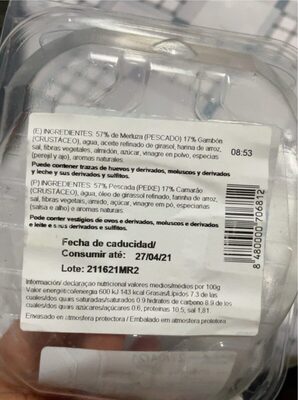 (E) INGREDIENTES: 57% de Merluza (PESCADO) 17% Gambón
(CRUSTÁCEO), agua, aceite refinado de girasol, harina de arroz,
sal, fibras vegetales, almidón, azúcar, vinagre en polvo, especias
(perejil y ajo), aromas naturales.
08:53
Puede contener trazas de huevos y derivados, moluscos y derivados
y leche y sus derivados y sulfitos.
(P) INGREDIENTES: 57% Pescada (PEIXE) 17% Camarão
(CRUSTÁCEO), água, óleo de girassol refinado, farinha de arroz,
sal, fibras vegetais, amido, açúcar, vinagre em pó, especiarias
(salsa e alho) e aromas naturais.
Pode conter vestígios de ovos e derivados, moluscos e derivados
e leite e seus derivados e sulfitos.
Fecha de caducidad/
Consumir até: 27/04/21
Lote: 211621MR2
8480000706812
Información/ declaraçao nutricional valores medios/medios por 100g
Valor energético/energía 600 kJ 143 kcal Grasas/Lípidos 7.3 de las
cuales/dos quais saturadas/saturados 0.9 hidratos de carbono 8.9 de los
cuales/dos quais azúcares/açúcares 0.6, proteínas 10.5, sal 1,81
Envasado en atmosfera protectora / Embalado em atmosfera protetora